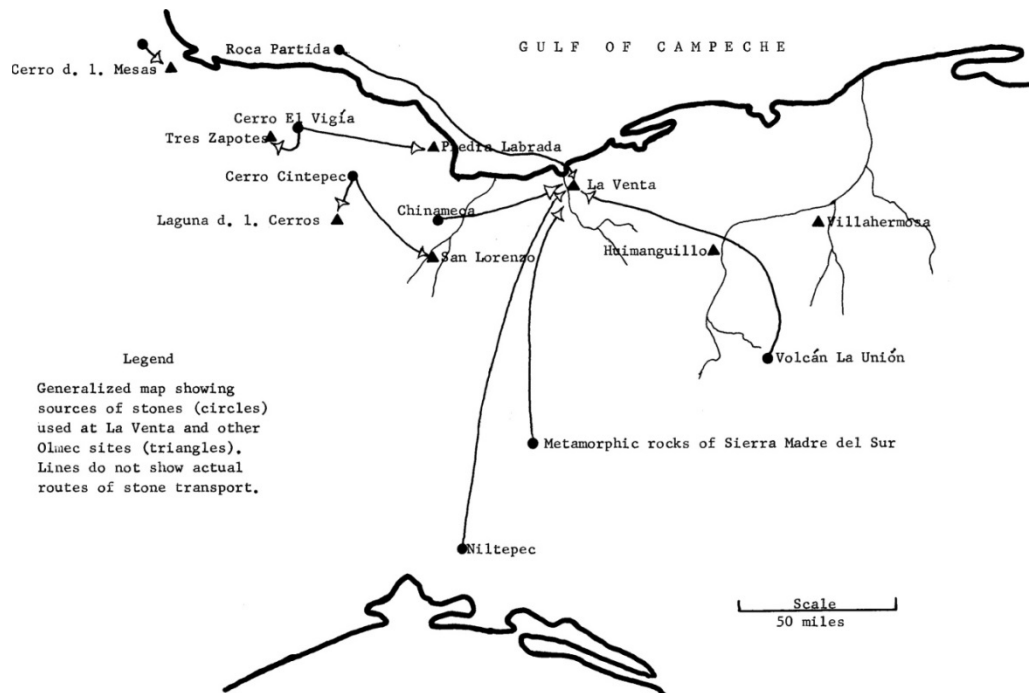 Roca Partida
GULF OF CAMPECHE
Cerro d. l. Mesas
Cerro El Vigía
Tres Zapotes
Piedra Labrada
Cerro Cintepec
La Venta
Laguna d. l. Cerros
Chinameca
Villahermosa
Huimanguillo
San Lorenzo
Volcán La Unión
Legend
Generalized map showing
sources of stones (circles)
used at La Venta and other
Olmec sites (triangles).
Lines do not show actual
routes of stone transport.
Metamorphic rocks of Sierra Madre del Sur
Niltepec
Scale
50 miles